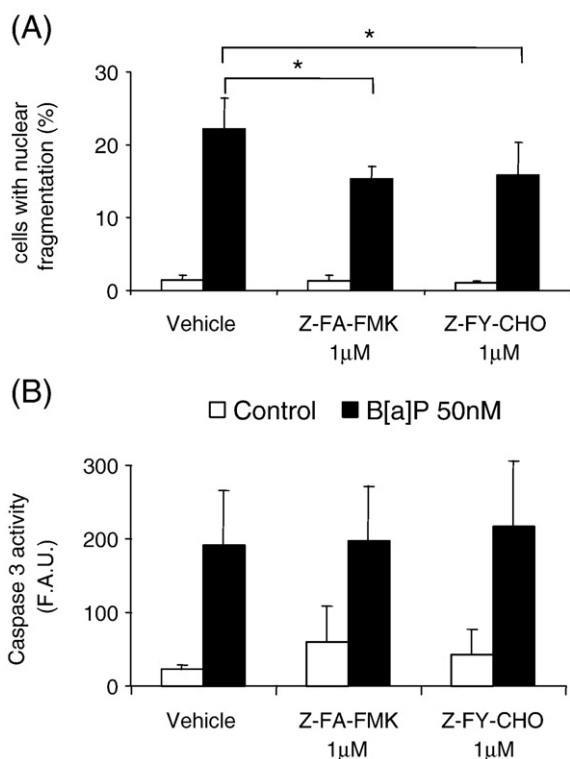 (A)
*
*
30
20
10
0
cells with nuclear
fragmentation (%)
Vehicle
Z-FA-FMK
1μM
Z-FY-CHO
1μM
(B)
Control
B[a]P 50nM
300
200
100
0
Caspase 3 activity
(F.A.U.)
Vehicle
Z-FA-FMK
1μM
Z-FY-CHO
1μM